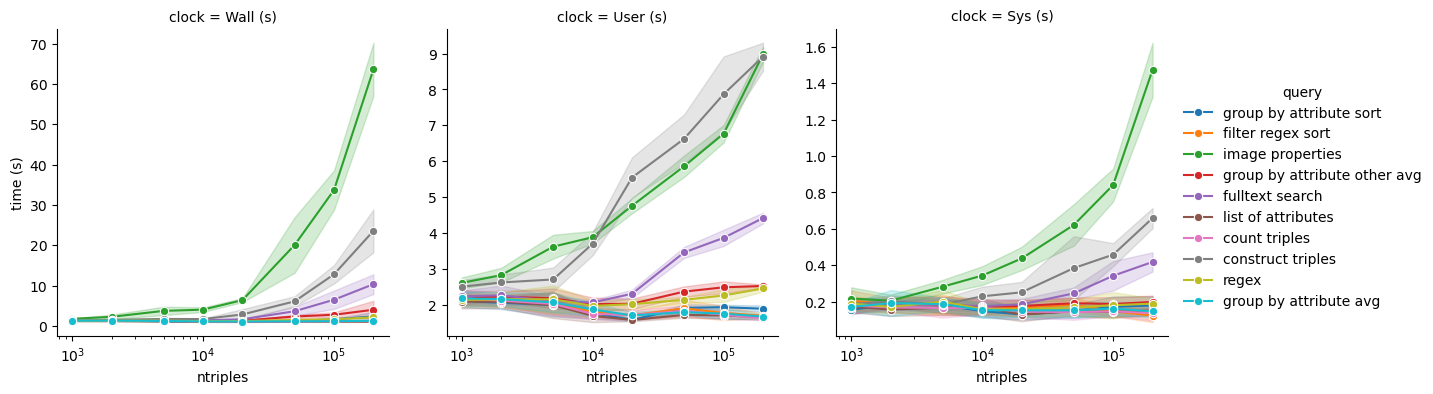 clock = Wall (s)
70
60
50
40
30
20
10
0
time (s)
10³
10⁴
10⁵
ntriples
clock = User (s)
9
8
7
6
5
4
3
2
10³
10⁴
10⁵
ntriples
clock = Sys (s)
1.6
1.4
1.2
1.0
0.8
0.6
0.4
0.2
10³
10⁴
10⁵
ntriples
query
group by attribute sort
filter regex sort
image properties
group by attribute other avg
fulltext search
list of attributes
count triples
construct triples
regex
group by attribute avg